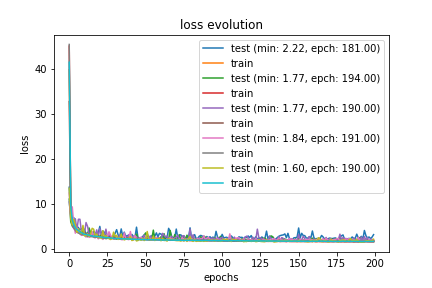 loss evolution
test (min: 2.22, epch: 181.00)
train
test (min: 1.77, epch: 194.00)
train
test (min: 1.77, epch: 190.00)
train
test (min: 1.84, epch: 191.00)
train
test (min: 1.60, epch: 190.00)
train
40
30
20
10
0
loss
0 25 50 75 100 125 150 175 200
epochs